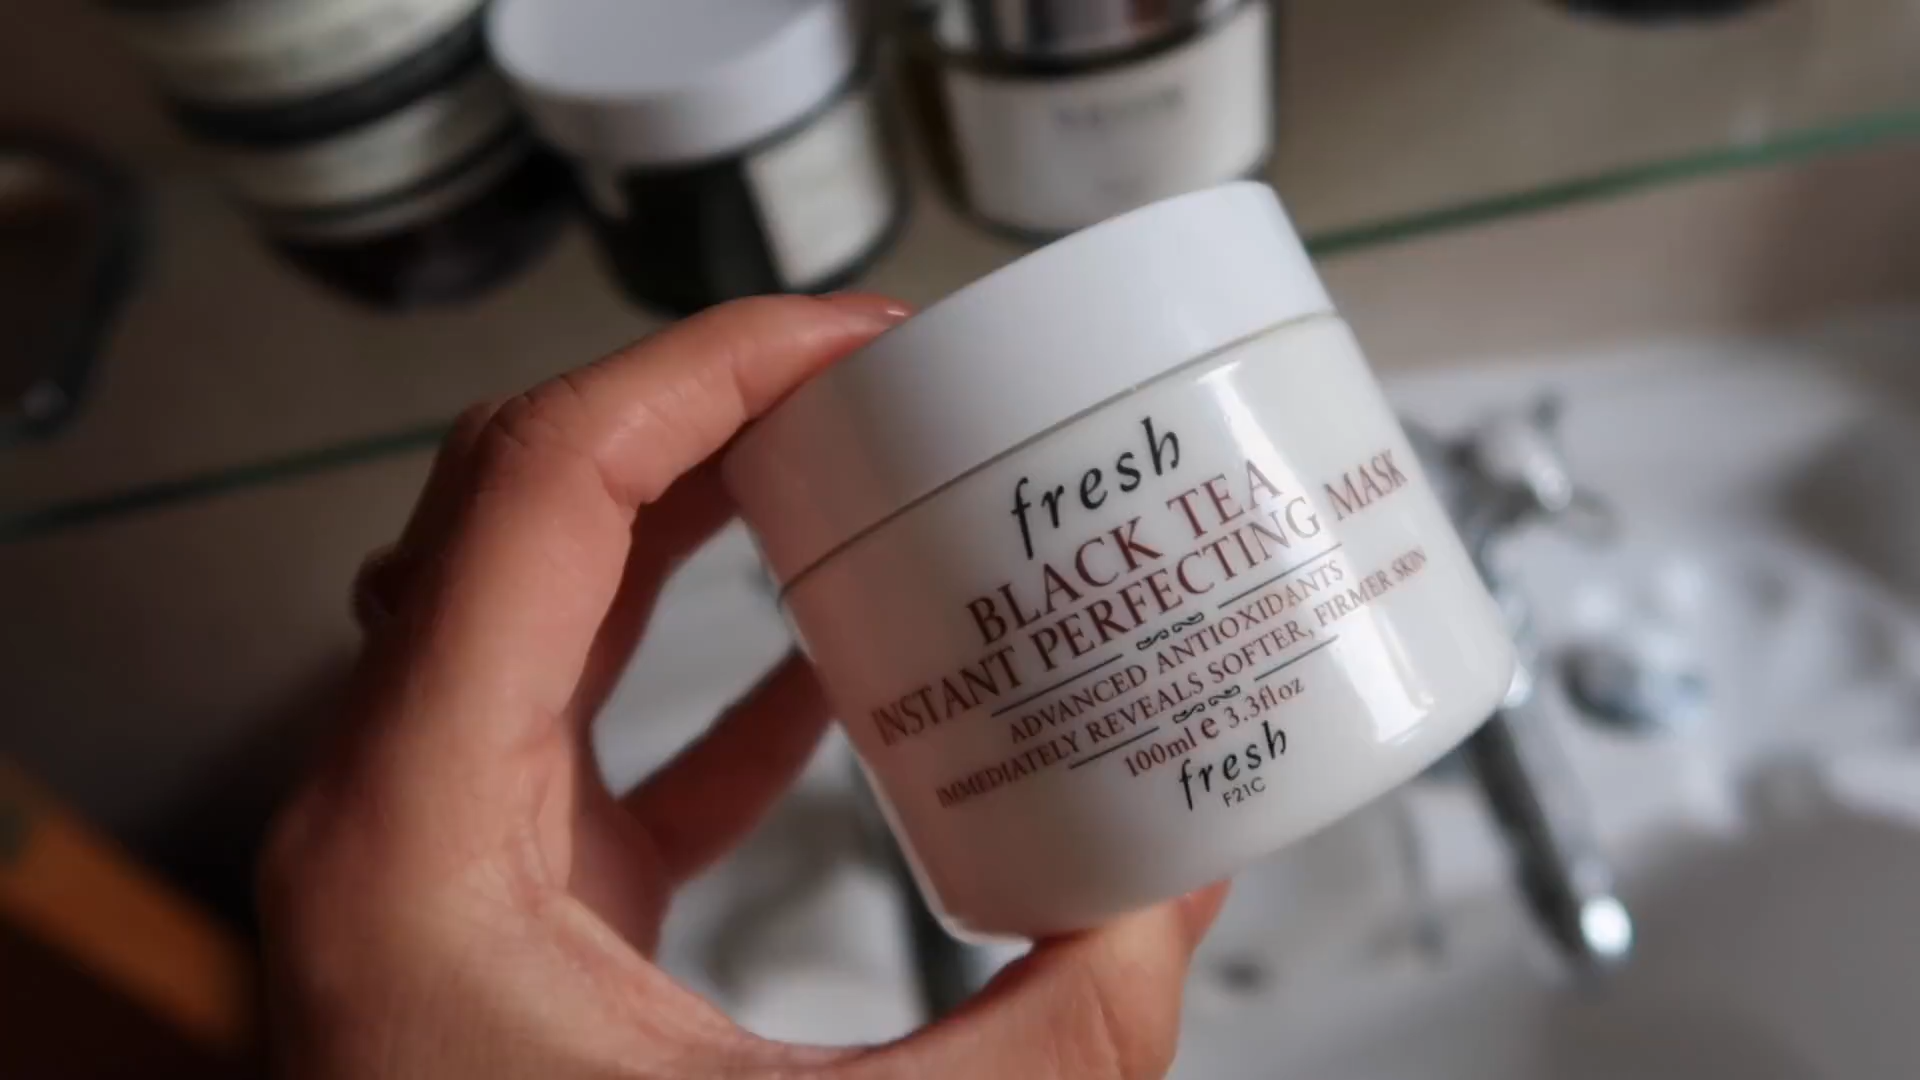 fresh
BLACK TEA
INSTANT PERFECTING MASK
ADVANCED ANTIOXIDANTS
IMMEDIATELY REVEALS SOFTER, FIRMER SKIN
100ml e 3.3fl oz
fresh
F21C